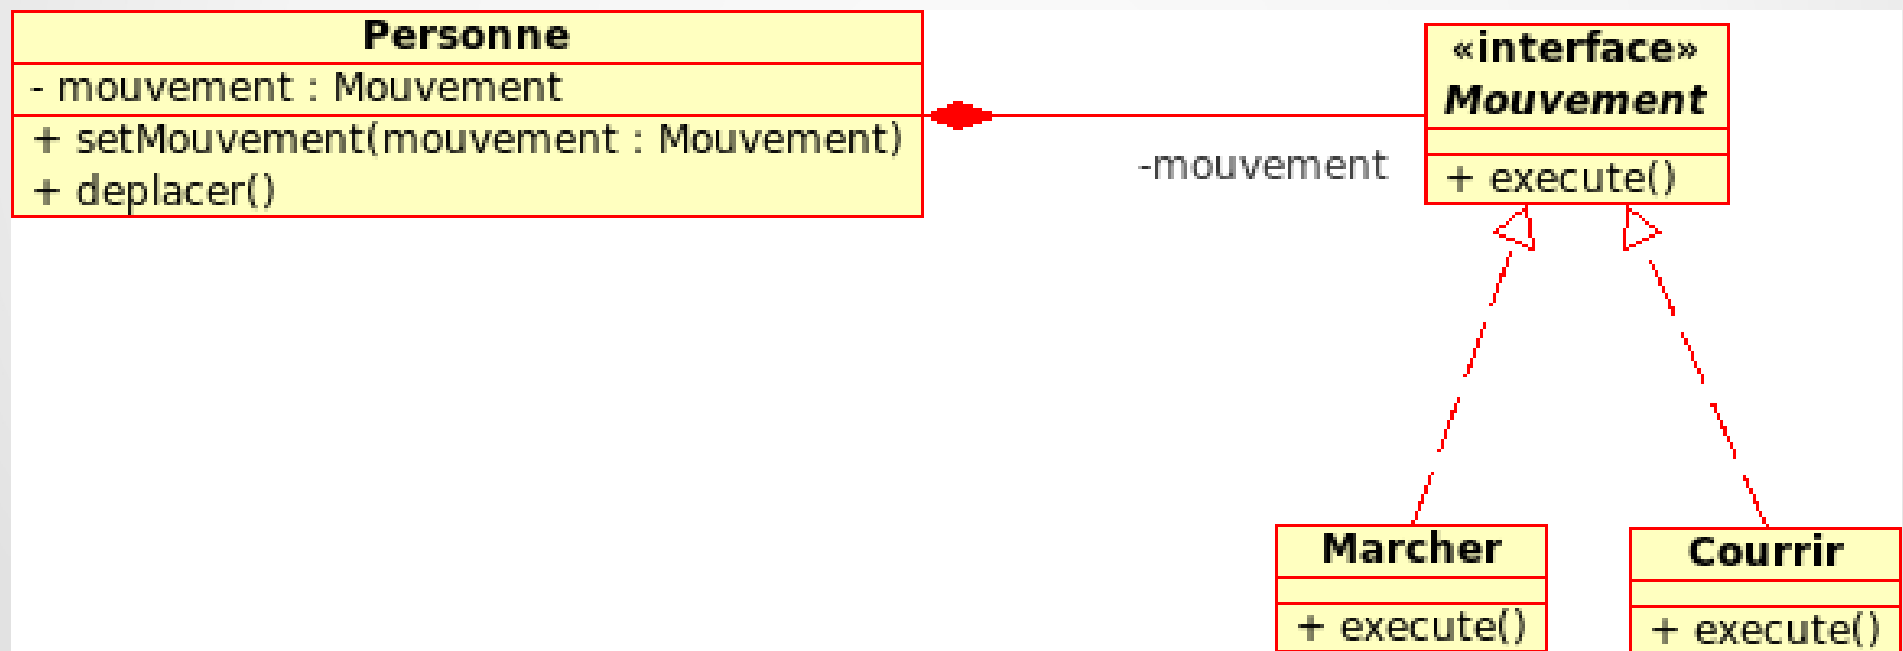 Personne
- mouvement : Mouvement
+ setMouvement(mouvement : Mouvement)
+ deplacer()
-mouvement
«interface»
Mouvement
+ execute()
Marcher
+ execute()
Courrir
+ execute()